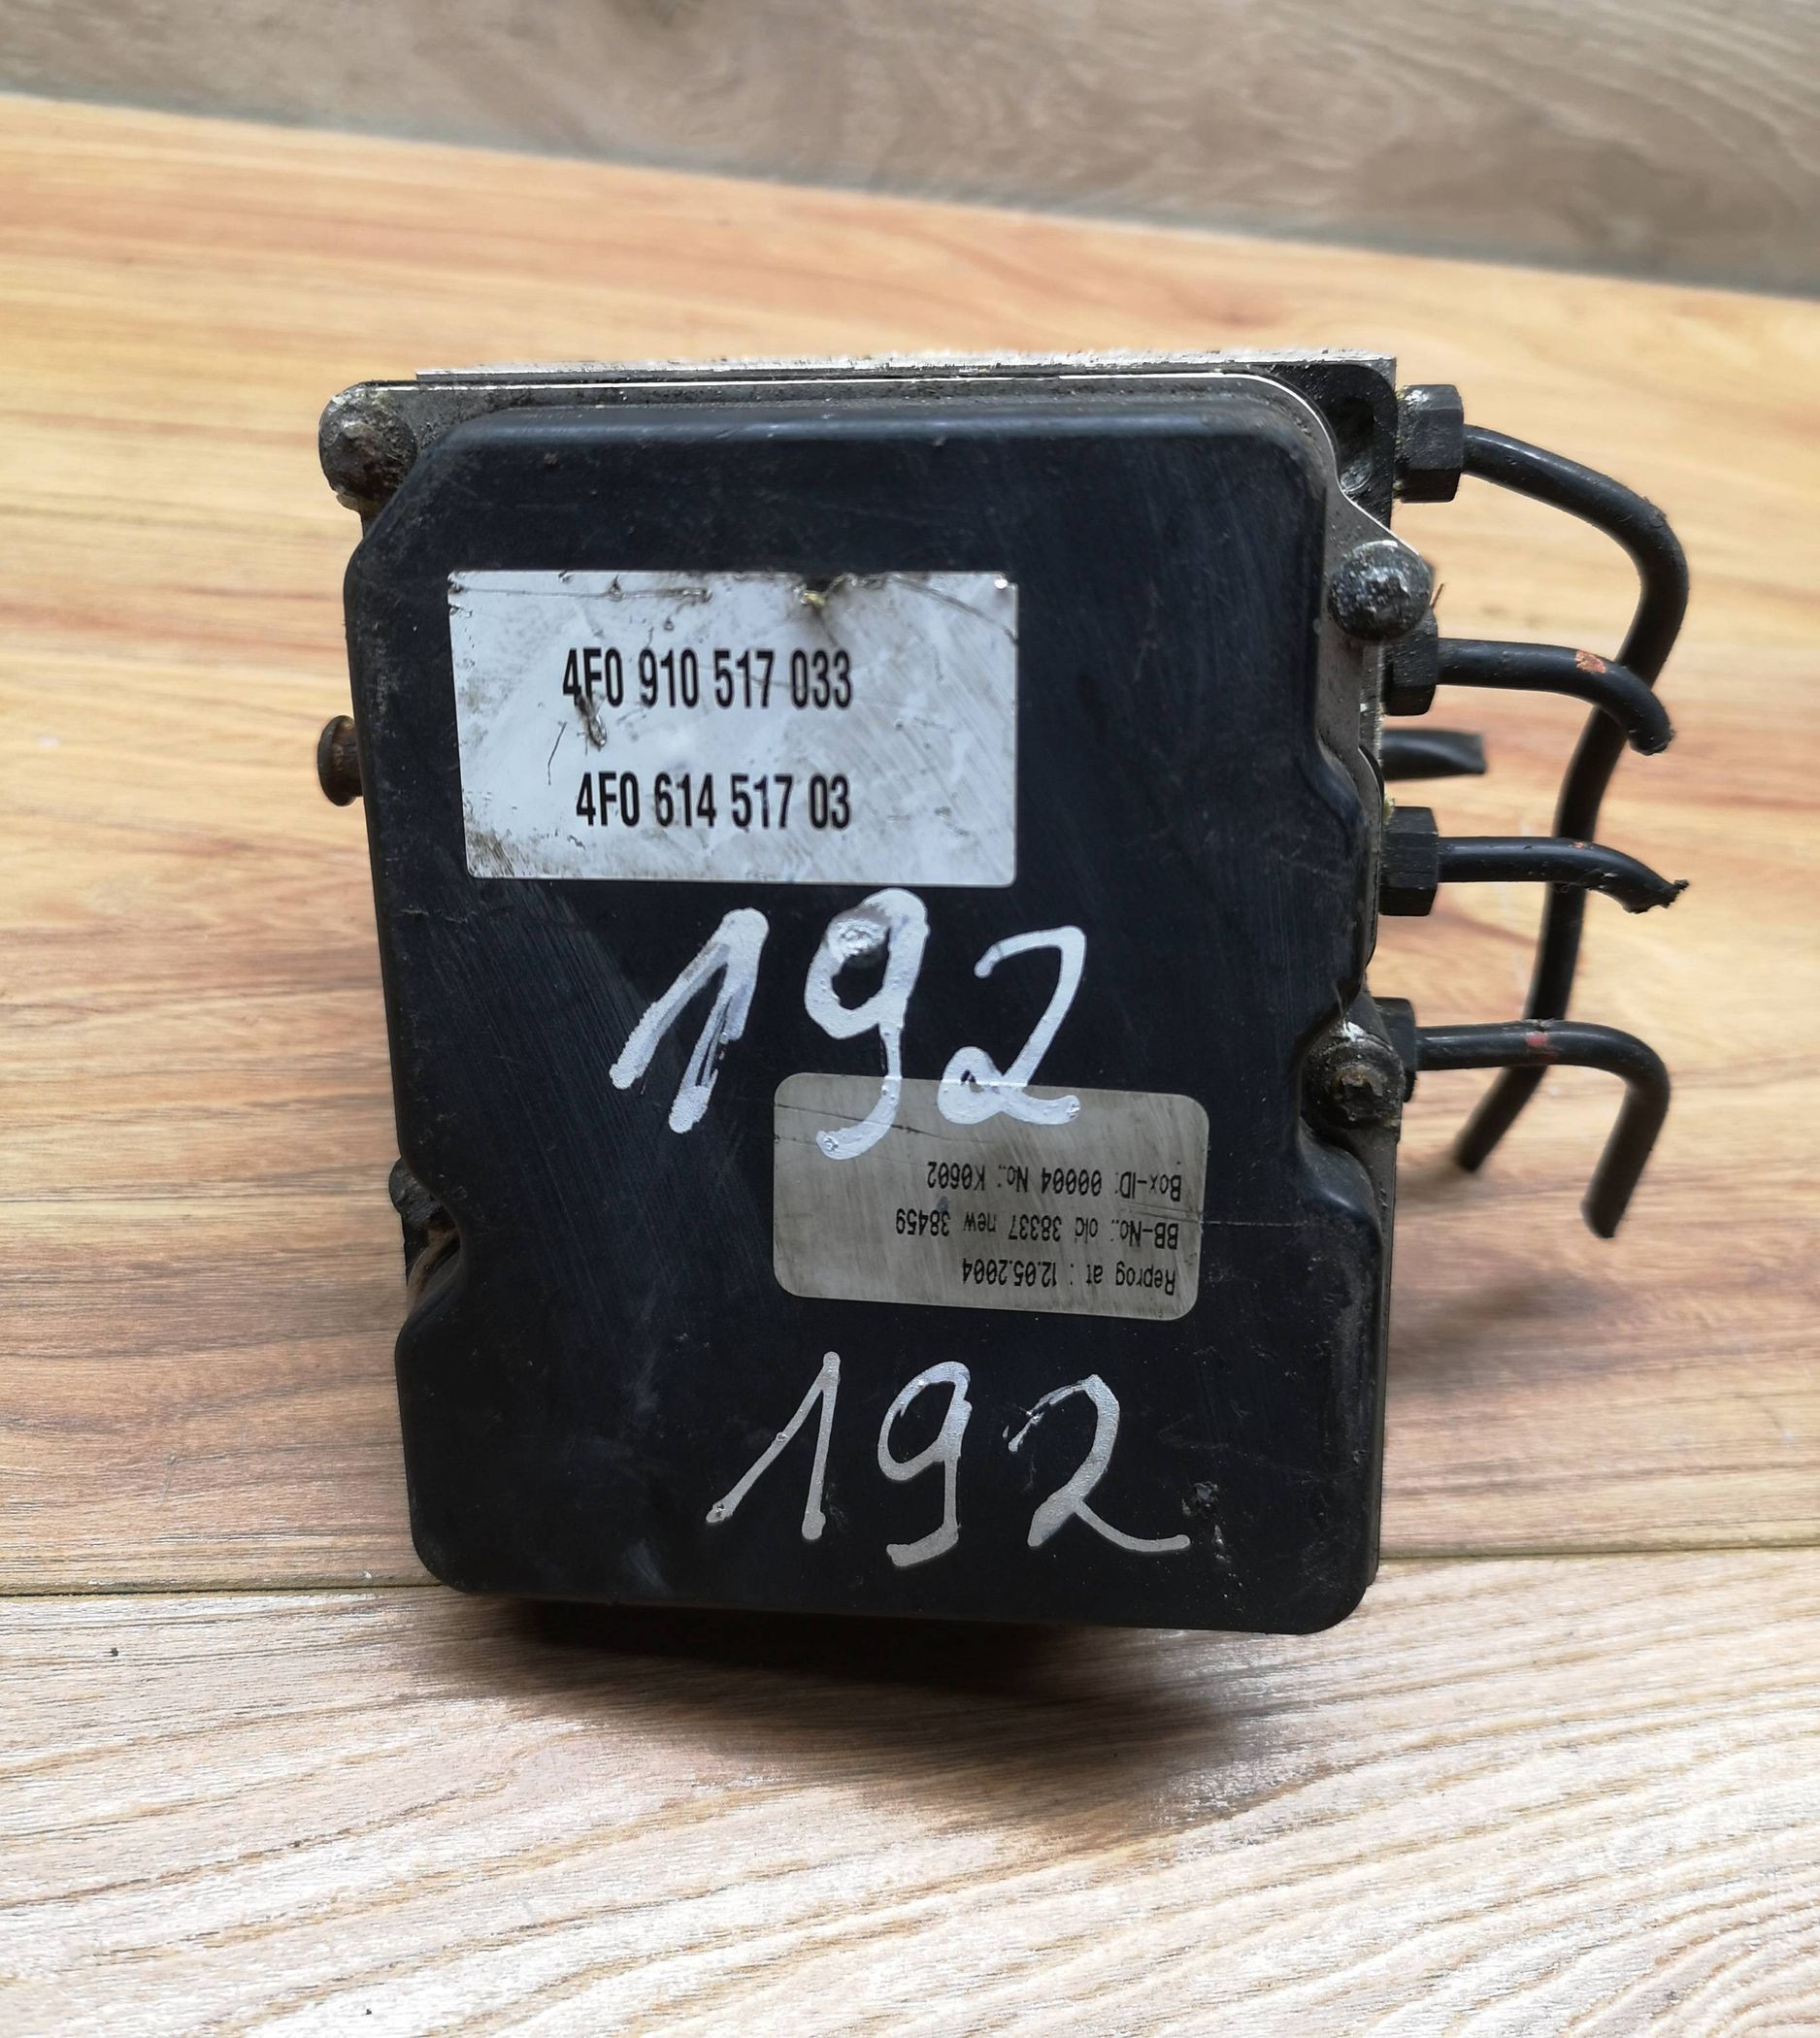 4F0 910 517 033
4F0 614 517 03
192
Reprog at : 12.05.2004
BB-No.: old 38337 new 38459
Box-ID: 00004 No.: K0602
192